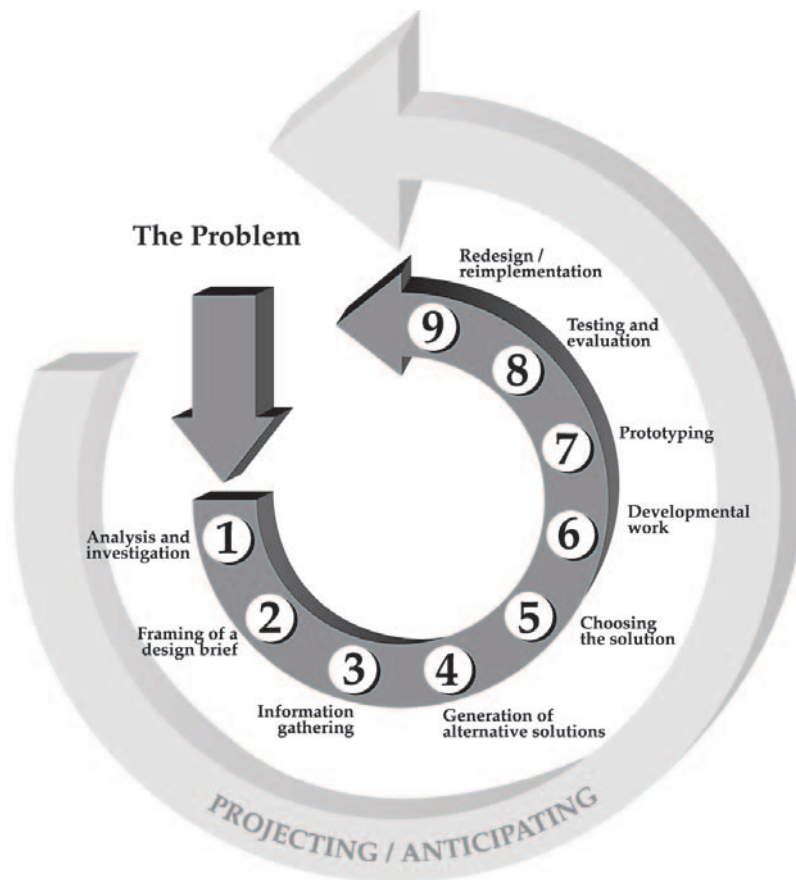 The Problem
1
Analysis and
investigation
2
Framing of a
design brief
3
Information
gathering
4
Generation of
alternative solutions
5
Choosing
the solution
6
Developmental
work
7
Prototyping
8
Testing and
evaluation
9
Redesign /
reimplementation
PROJECTING / ANTICIPATING